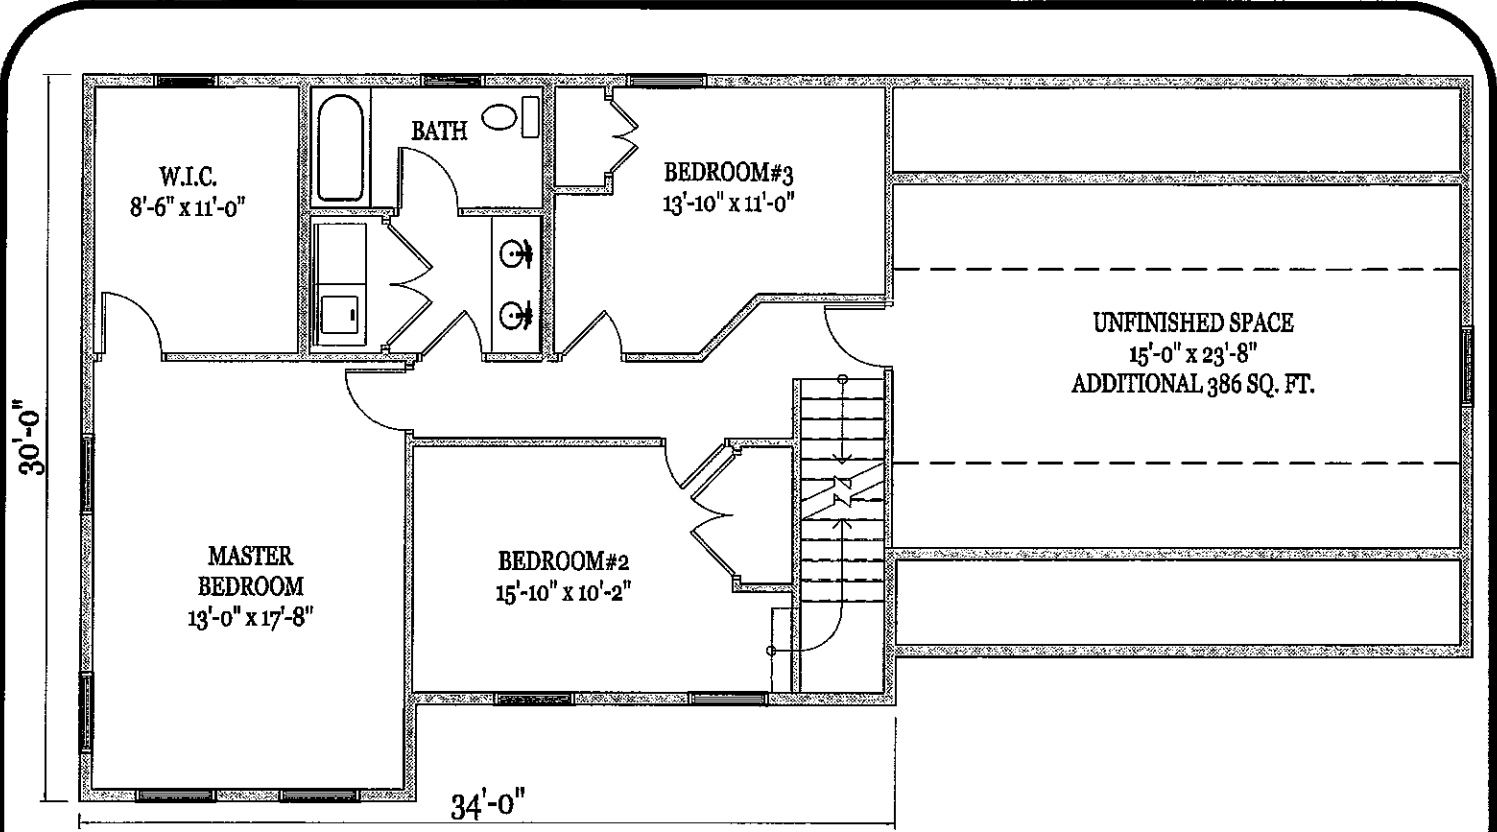 W.I.C.
8'-6" x 11'-0"
BATH
BEDROOM#3
13'-10" x 11'-0"
UNFINISHED SPACE
15'-0" x 23'-8"
ADDITIONAL 386 SQ. FT.
30'-0"
MASTER
BEDROOM
13'-0" x 17'-8"
BEDROOM#2
15'-10" x 10'-2"
34'-0"